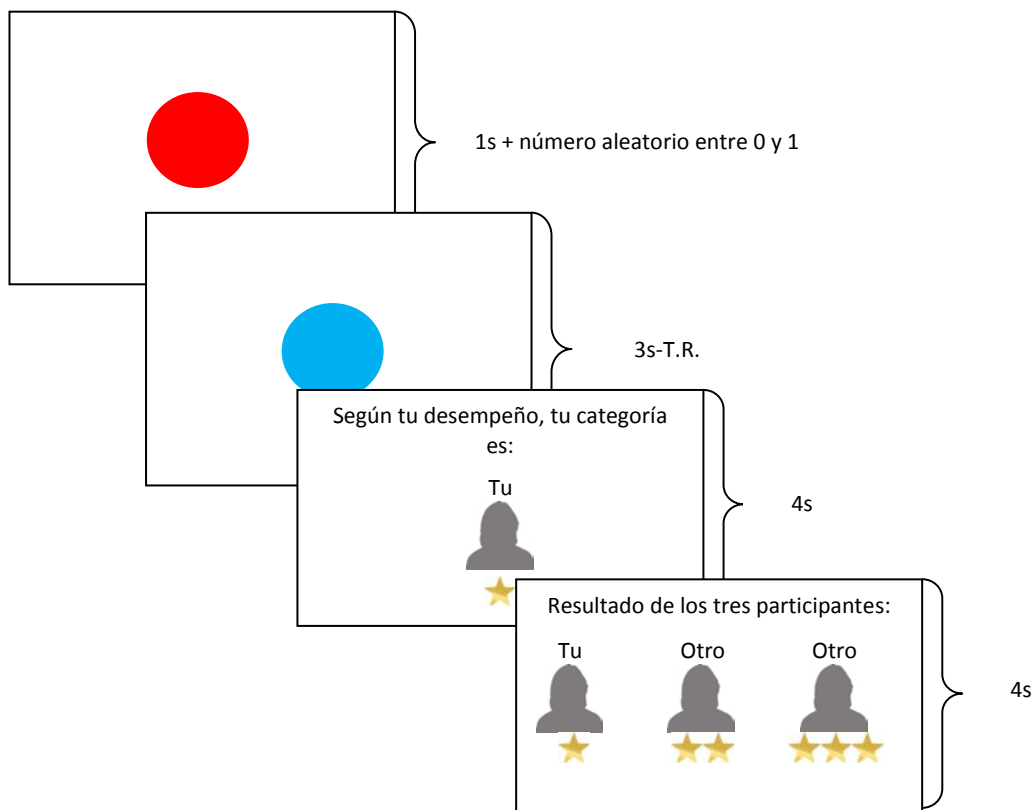 1s + número aleatorio entre 0 y 1
3s-T.R.
Según tu desempeño, tu categoría
es:
Tu
4s
Resultado de los tres participantes:
Tu Otro Otro
4s